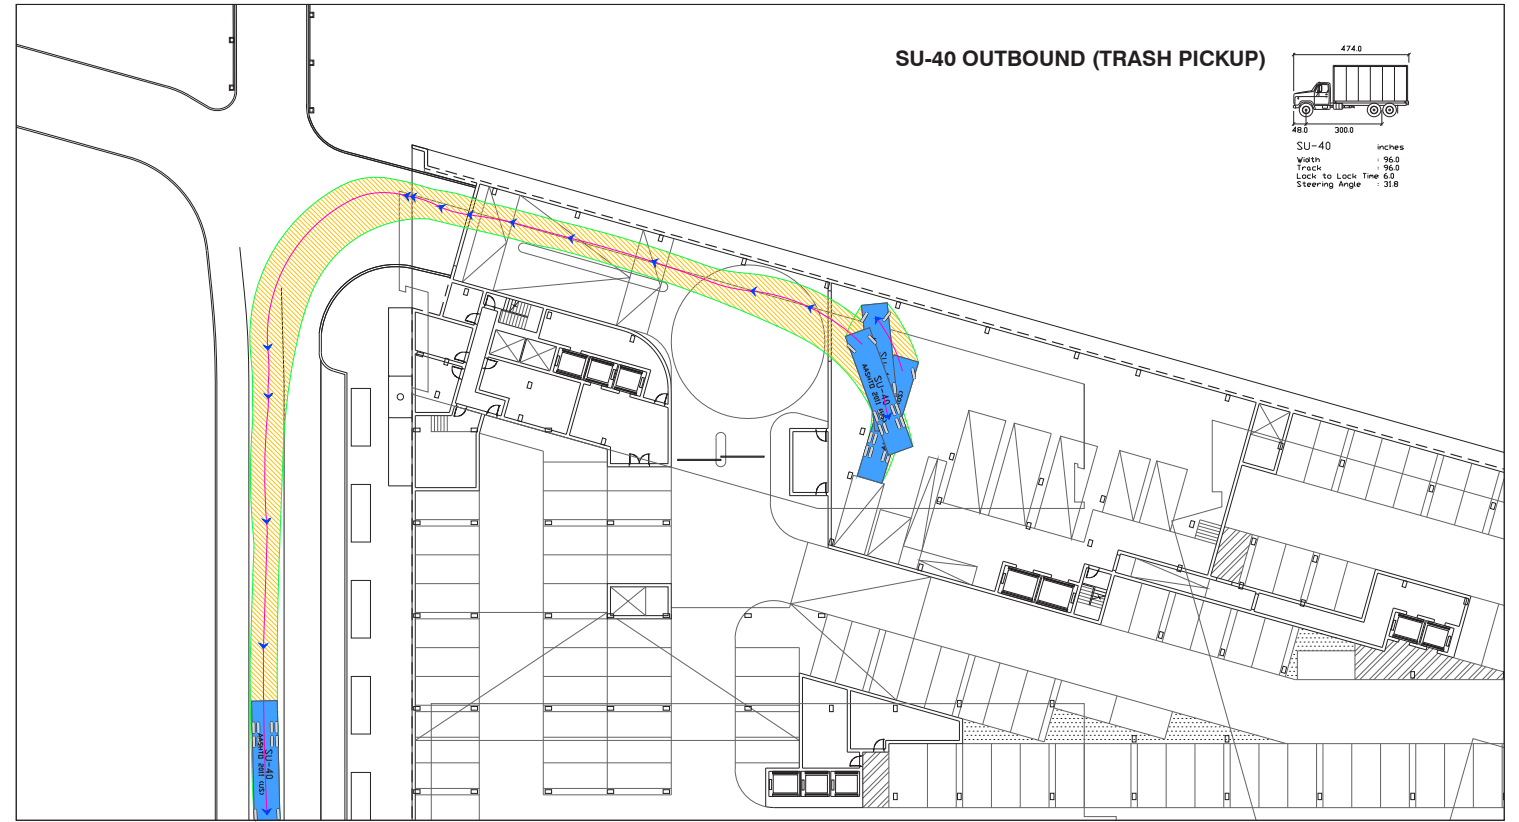 SU-40 OUTBOUND (TRASH PICKUP)
474.0
48.0 300.0
SU-40 inches
Width : 96.0
Track : 96.0
Lock to Lock Time : 6.0
Steering Angle : 31.8
SU-40
AASHTO 2011 (US)
SU-40
AASHTO 2011 (US)